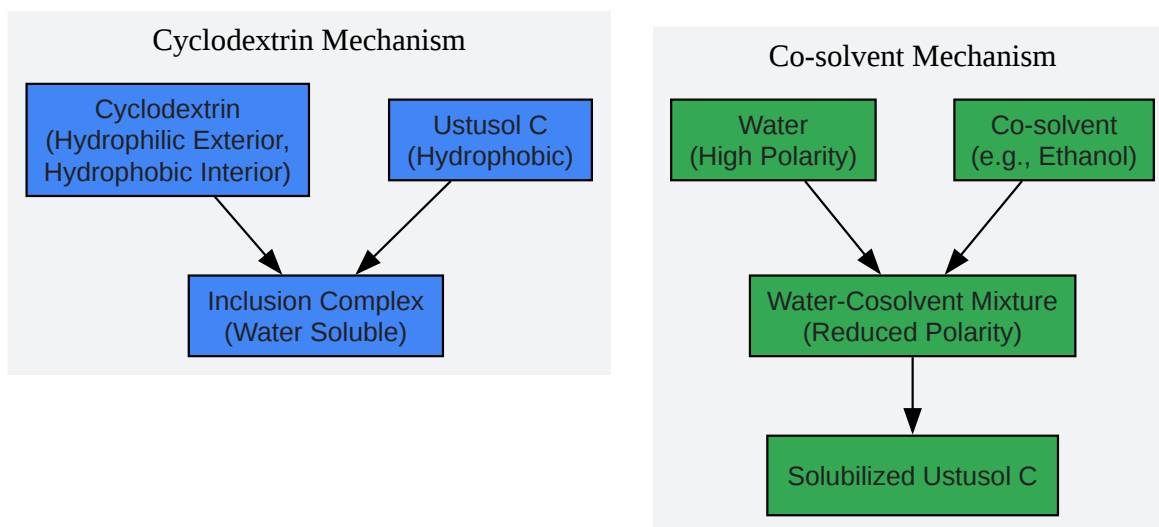 Cyclodextrin Mechanism
Cyclodextrin
(Hydrophilic Exterior,
Hydrophobic Interior)
Ustusol C
(Hydrophobic)
Inclusion Complex
(Water Soluble)
Co-solvent Mechanism
Water
(High Polarity)
Co-solvent
(e.g., Ethanol)
Water-Cosolvent Mixture
(Reduced Polarity)
Solubilized Ustusol C